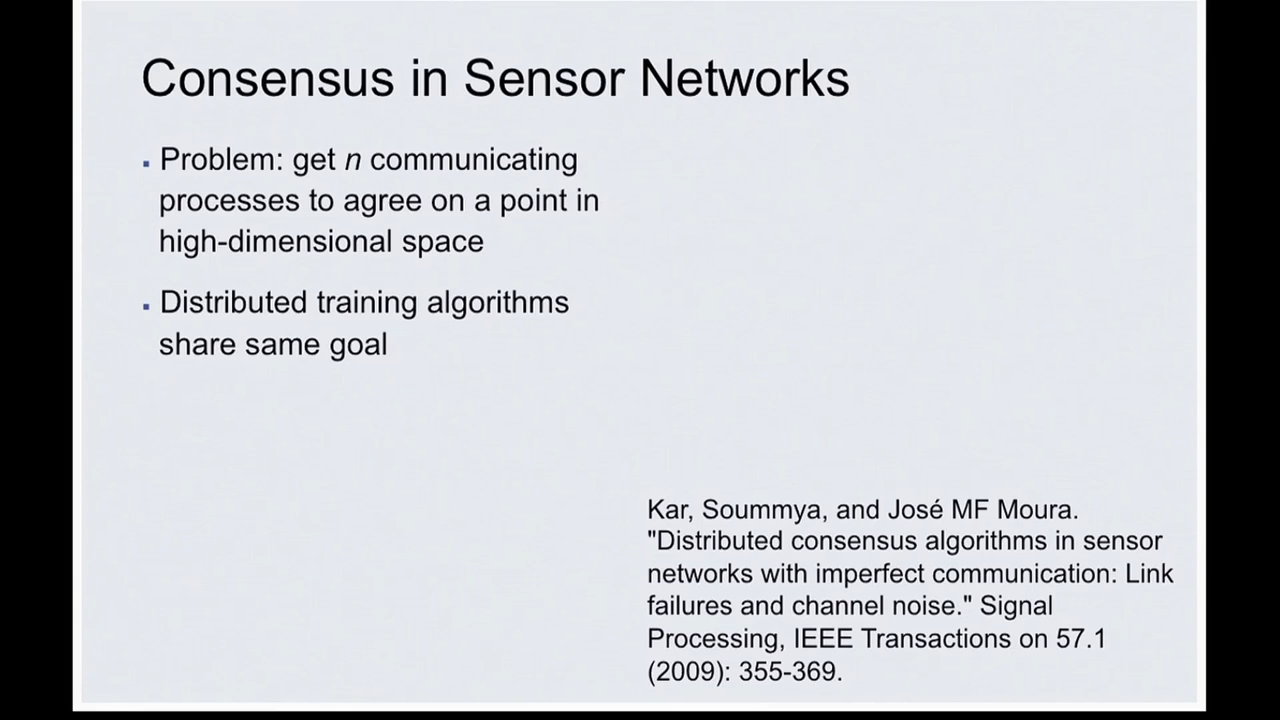 Consensus in Sensor Networks
▪ Problem: get n communicating
processes to agree on a point in
high-dimensional space
▪ Distributed training algorithms
share same goal
Kar, Soummya, and José MF Moura.
"Distributed consensus algorithms in sensor
networks with imperfect communication: Link
failures and channel noise." Signal
Processing, IEEE Transactions on 57.1
(2009): 355-369.